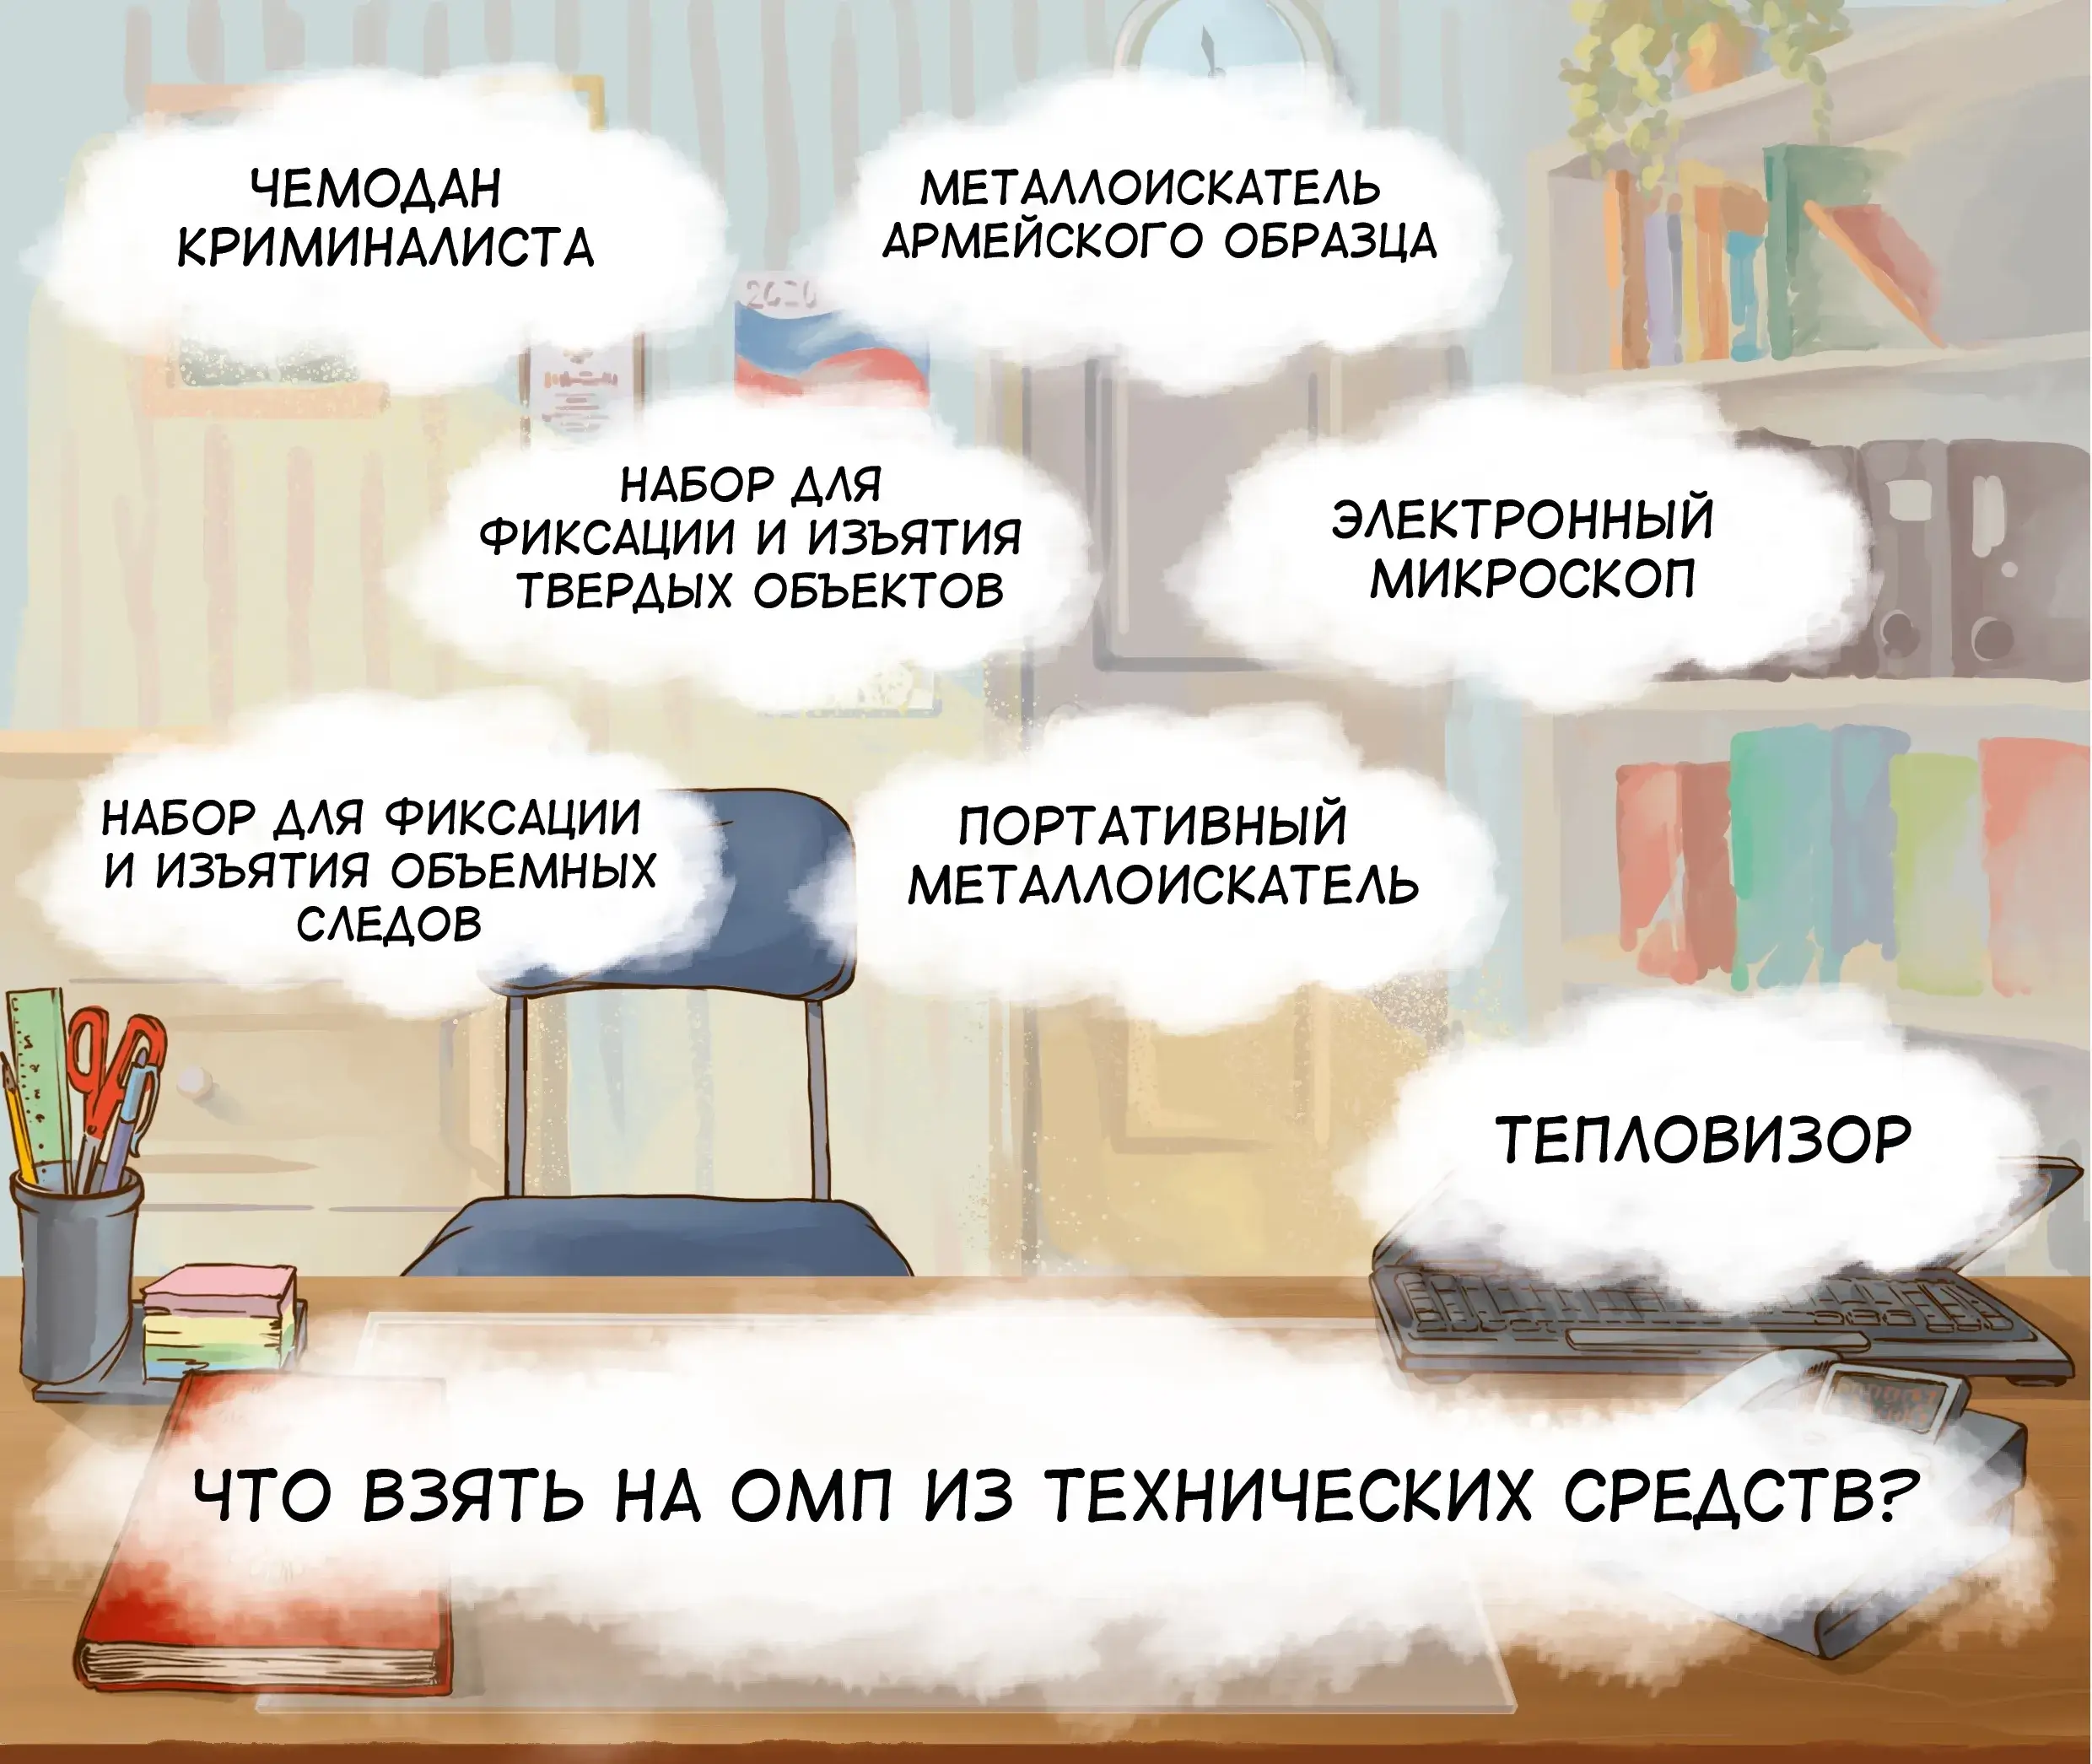 ЧЕМОДАН
КРИМИНАЛИСТА
МЕТАЛЛОИСКАТЕЛЬ
АРМЕЙСКОГО ОБРАЗЦА
2020
НАБОР ДЛЯ
ФИКСАЦИИ И ИЗЪЯТИЯ
ТВЕРДЫХ ОБЪЕКТОВ
ЭЛЕКТРОННЫЙ
МИКРОСКОП
НАБОР ДЛЯ ФИКСАЦИИ
И ИЗЪЯТИЯ ОБЪЕМНЫХ
СЛЕДОВ
ПОРТАТИВНЫЙ
МЕТАЛЛОИСКАТЕЛЬ
ТЕПЛОВИЗОР
ЧТО ВЗЯТЬ НА ОМП ИЗ ТЕХНИЧЕСКИХ СРЕДСТВ?